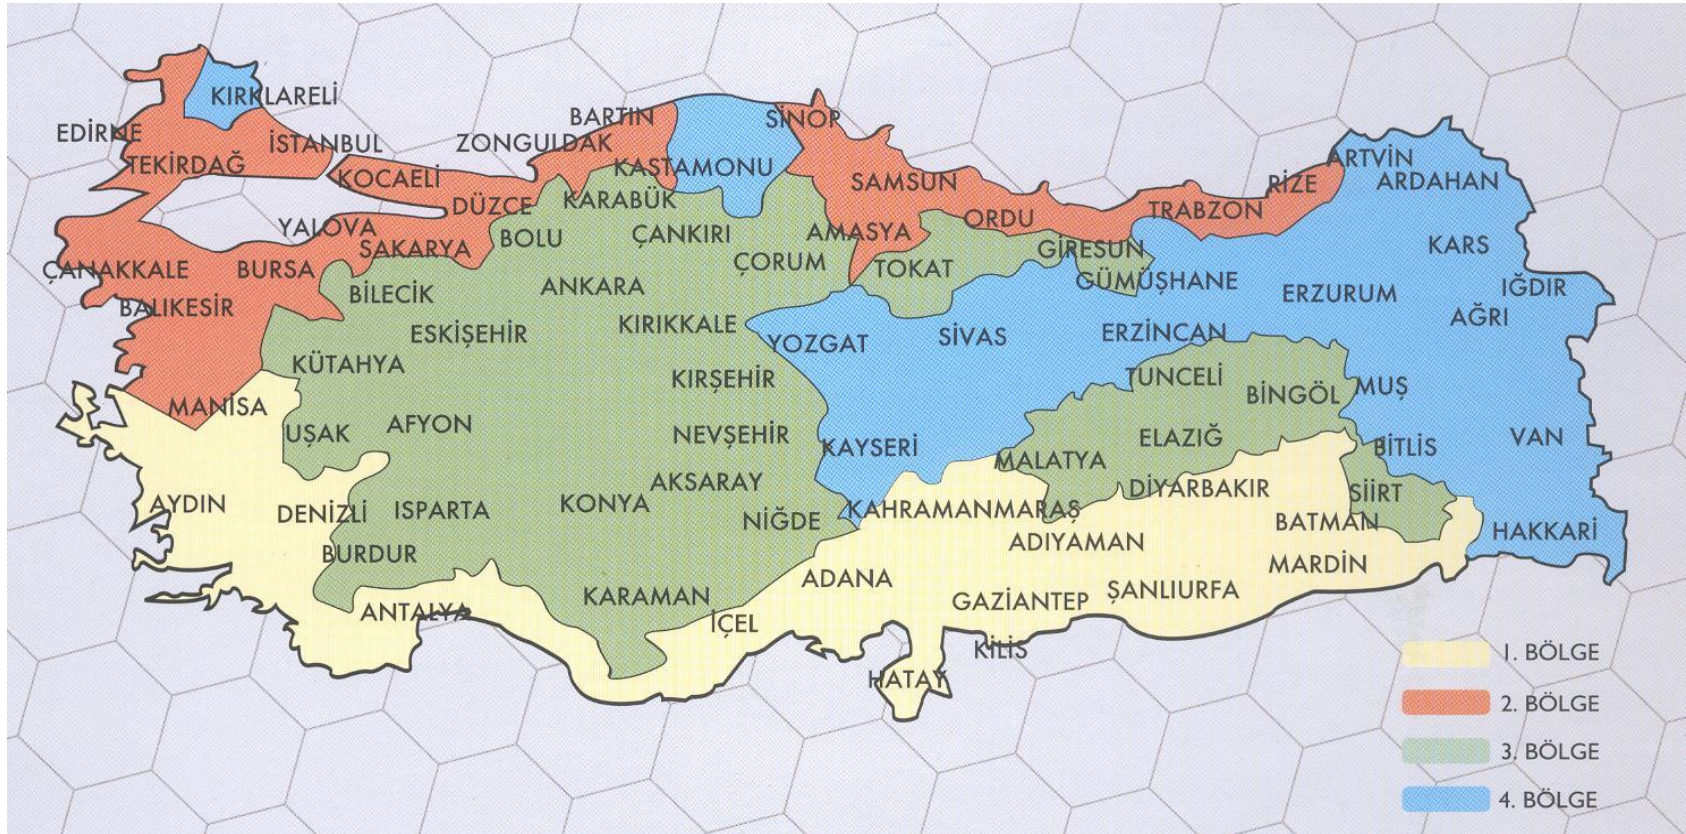 KIRKLARELİ
EDİRNE
İSTANBUL
TEKİRDAĞ
KOCAELİ
BARTIN
SİNOP
ZONGULDAK
KASTAMONU
ARTVİN
ARDAHAN
RİZE
SAMSUN
KARABÜK
DÜZCE
TRABZON
ORDU
YALOVA
SAKARYA
BOLU
ÇANKIRI
AMASYA
GİRESUN
KARS
ÇANAKKALE
BURSA
ÇORUM
TOKAT
GÜMÜŞHANE
BİLECİK
ANKARA
ERZURUM
IĞDIR
BALIKESİR
AĞRI
ESKİŞEHİR
KIRIKKALE
YOZGAT
SİVAS
ERZİNCAN
KÜTAHYA
KIRŞEHİR
TUNCELİ
BİNGÖL
MUŞ
MANİSA
UŞAK
AFYON
NEVŞEHİR
KAYSERİ
ELAZIĞ
BİTLİS
VAN
MALATYA
AYDIN
DENİZLİ
ISPARTA
KONYA
AKSARAY
NİĞDE
KAHRAMANMARAŞ
DİYARBAKIR
SİİRT
BATMAN
HAKKARİ
BURDUR
ADIYAMAN
MARDİN
ADANA
ANTALYA
KARAMAN
İÇEL
GAZİANTEP
ŞANLIURFA
KİLİS
HATAY
1. BÖLGE
2. BÖLGE
3. BÖLGE
4. BÖLGE